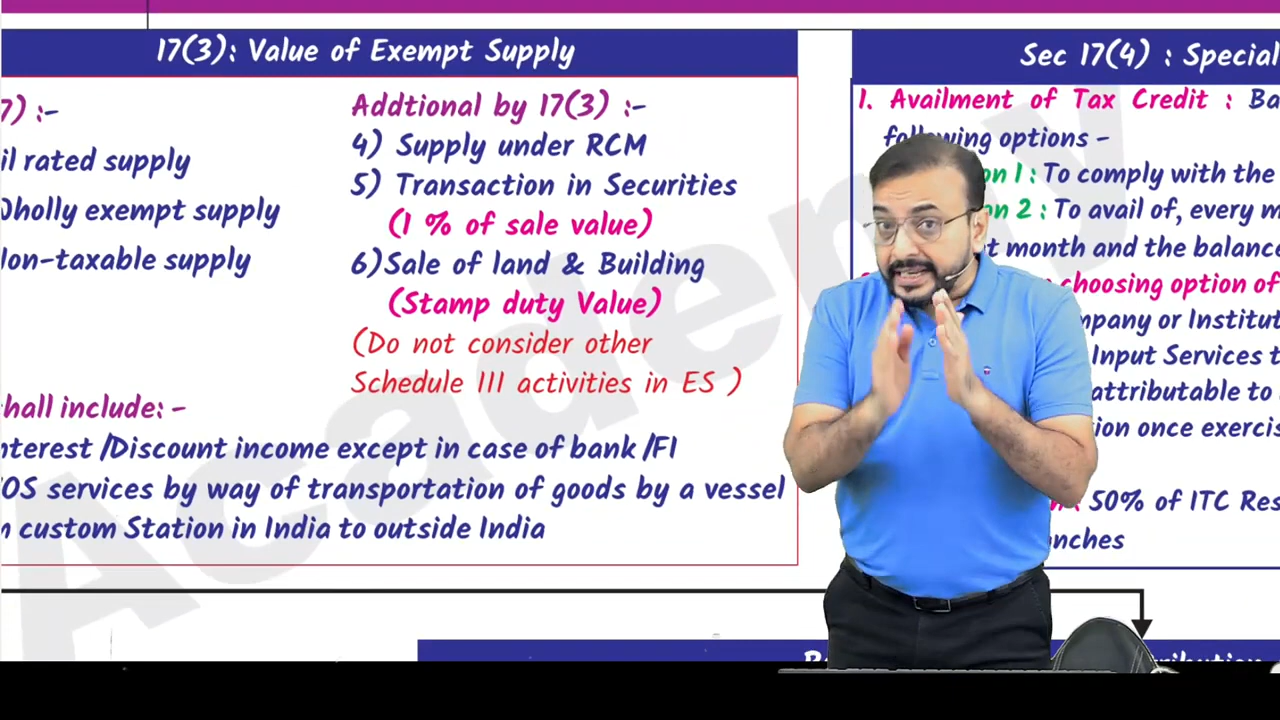 17(3): Value of Exempt Supply
7) :-
il rated supply
holly exempt supply
on-taxable supply
Addtional by 17(3) :-
4) Supply under RCM
5) Transaction in Securities
(1 % of sale value)
6)Sale of land & Building
(Stamp duty Value)
(Do not consider other
Schedule III activities in ES )
hall include: -
nterest /Discount income except in case of bank /FI
OS services by way of transportation of goods by a vessel
custom Station in India to outside India
Sec 17(4) : Special
1. Availment of Tax Credit : Ba
following options -
on 1 : To comply with the
on 2 : To avail of, every m
t month and the balance
choosing option of
mpany or Institut
Input Services t
attributable to
ion once exercis
50% of ITC Res
nches
Academy